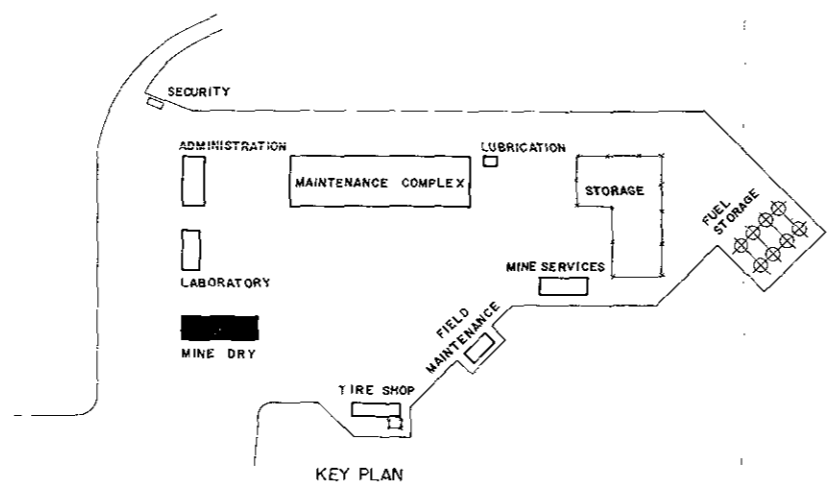 SECURITY
ADMINISTRATION
LUBRICATION
MAINTENANCE COMPLEX
STORAGE
FUEL
STORAGE
MINE SERVICES
LABORATORY
FIELD
MAINTENANCE
MINE DRY
TIRE SHOP
KEY PLAN